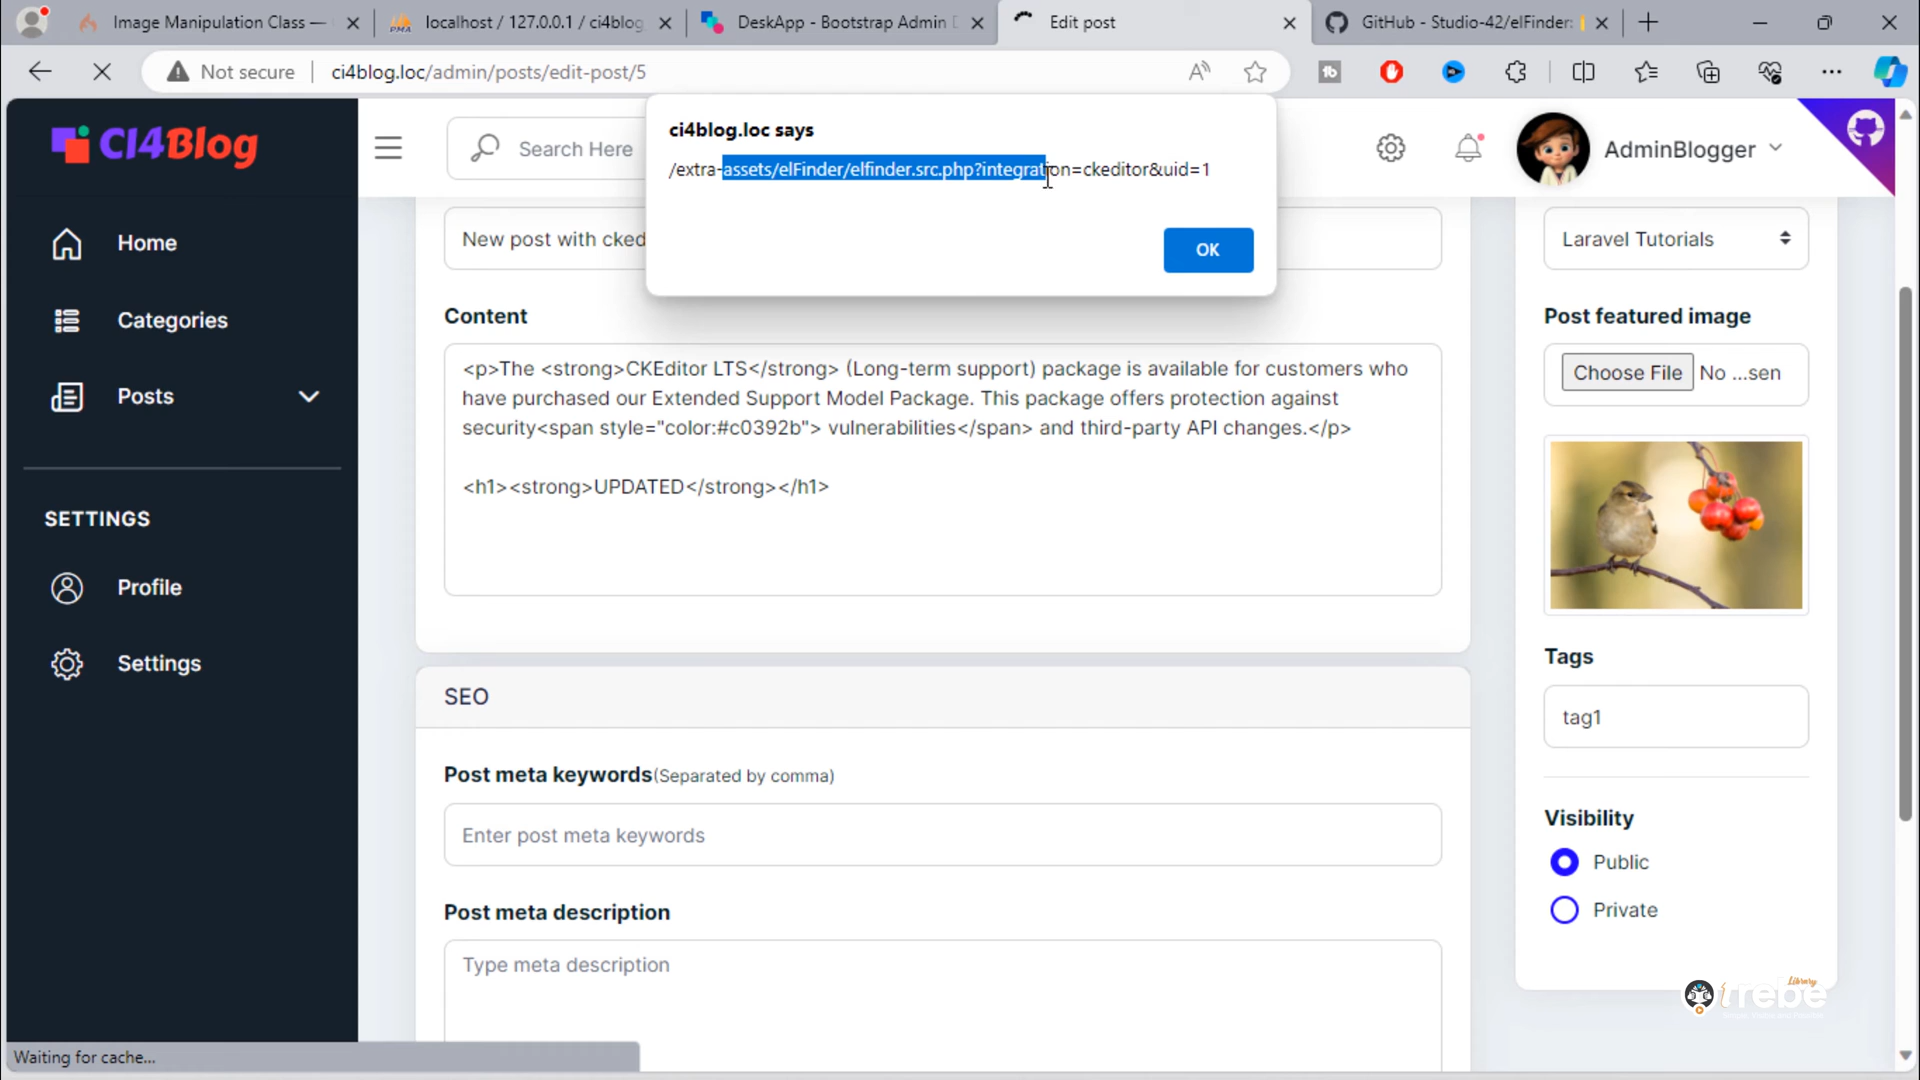 Image Manipulation Class —
localhost / 127.0.0.1 / ci4blog
DeskApp - Bootstrap Admin D
Edit post
GitHub - Studio-42/elFinder:
Not secure
ci4blog.loc/admin/posts/edit-post/5
CI4Blog
Search Here
AdminBlogger
ci4blog.loc says
/extra-assets/elFinder/elfinder.src.php?integration=ckeditor&uid=1
OK
Home
Categories
Posts
SETTINGS
Profile
Settings
New post with cked
Content
<p>The <strong>CKEditor LTS</strong> (Long-term support) package is available for customers who
have purchased our Extended Support Model Package. This package offers protection against
security<span style="color:#c0392b"> vulnerabilities</span> and third-party API changes.</p>
<h1><strong>UPDATED</strong></h1>
SEO
Post meta keywords(Separated by comma)
Enter post meta keywords
Post meta description
Type meta description
Laravel Tutorials
Post featured image
Choose File No ...sen
Tags
tag1
Visibility
Public
Private
Library
irebe
Waiting for cache...